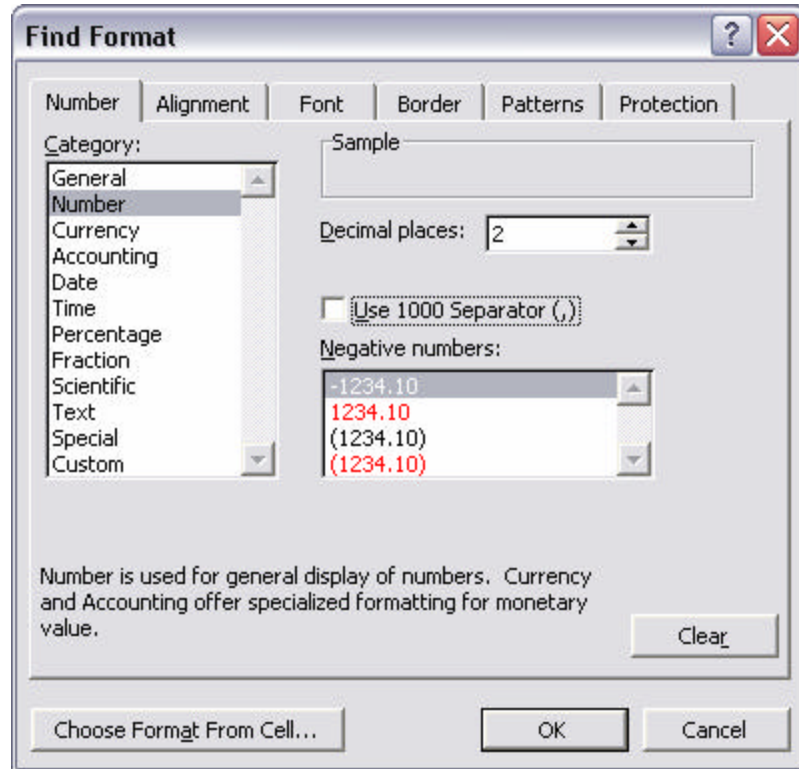 Find Format
?
Number Alignment Font Border Patterns Protection
Category:
General
Number
Currency
Accounting
Date
Time
Percentage
Fraction
Scientific
Text
Special
Custom
Sample
Decimal places: 2
Use 1000 Separator (,)
Negative numbers:
-1234.10
1234.10
(1234.10)
(1234.10)
Number is used for general display of numbers. Currency
and Accounting offer specialized formatting for monetary
value.
Clear
Choose Format From Cell... OK Cancel